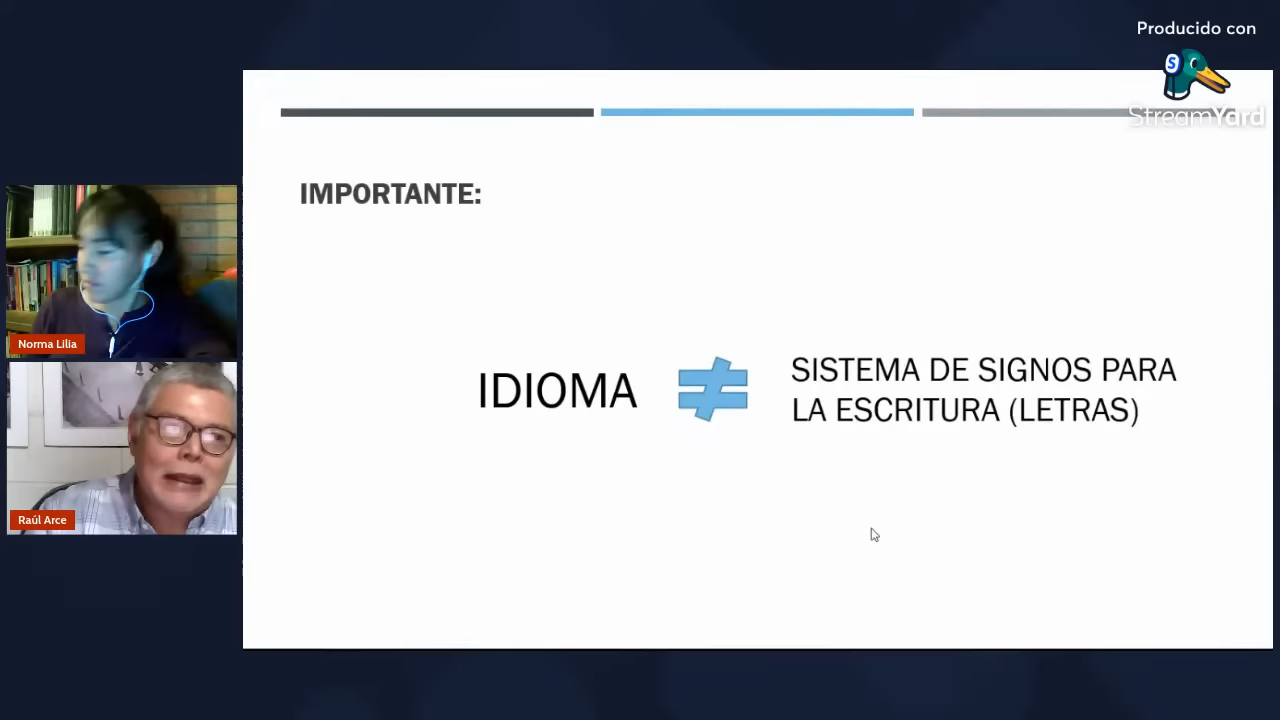 Producido con
S
StreamYard
IMPORTANTE:
IDIOMA ≠ SISTEMA DE SIGNOS PARA
LA ESCRITURA (LETRAS)
Norma Lilia
Raúl Arce